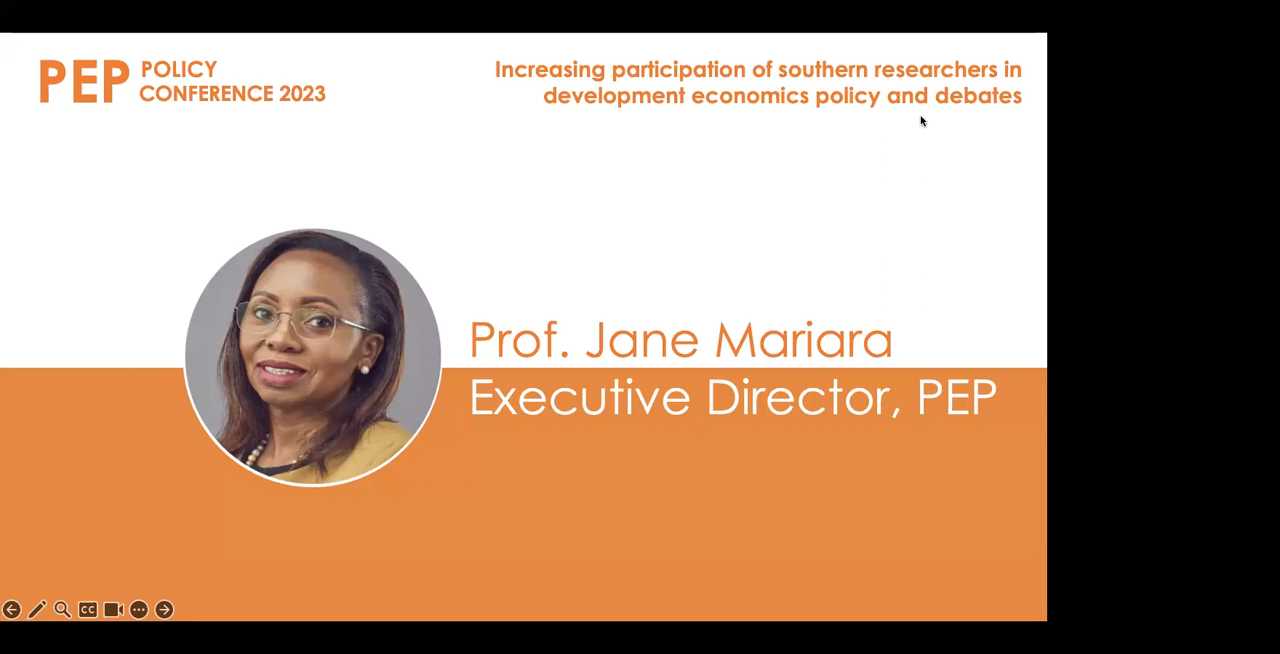 PEP POLICY
CONFERENCE 2023
Increasing participation of southern researchers in
development economics policy and debates
Prof. Jane Mariara
Executive Director, PEP
CC